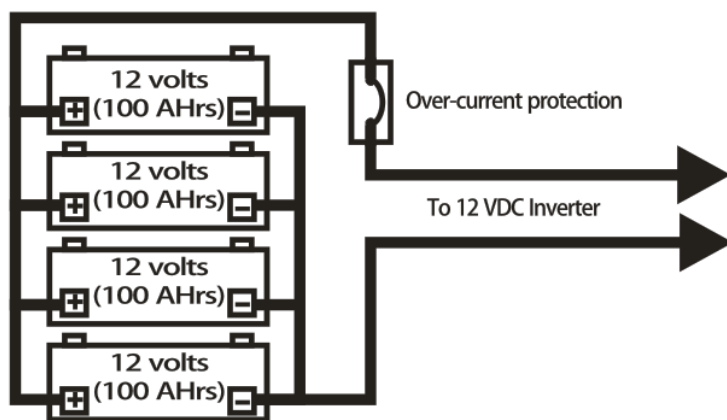 12 volts
(100 AHrs)
+ −
12 volts
(100 AHrs)
+ −
12 volts
(100 AHrs)
+ −
12 volts
(100 AHrs)
+ −
Over-current protection
To 12 VDC Inverter